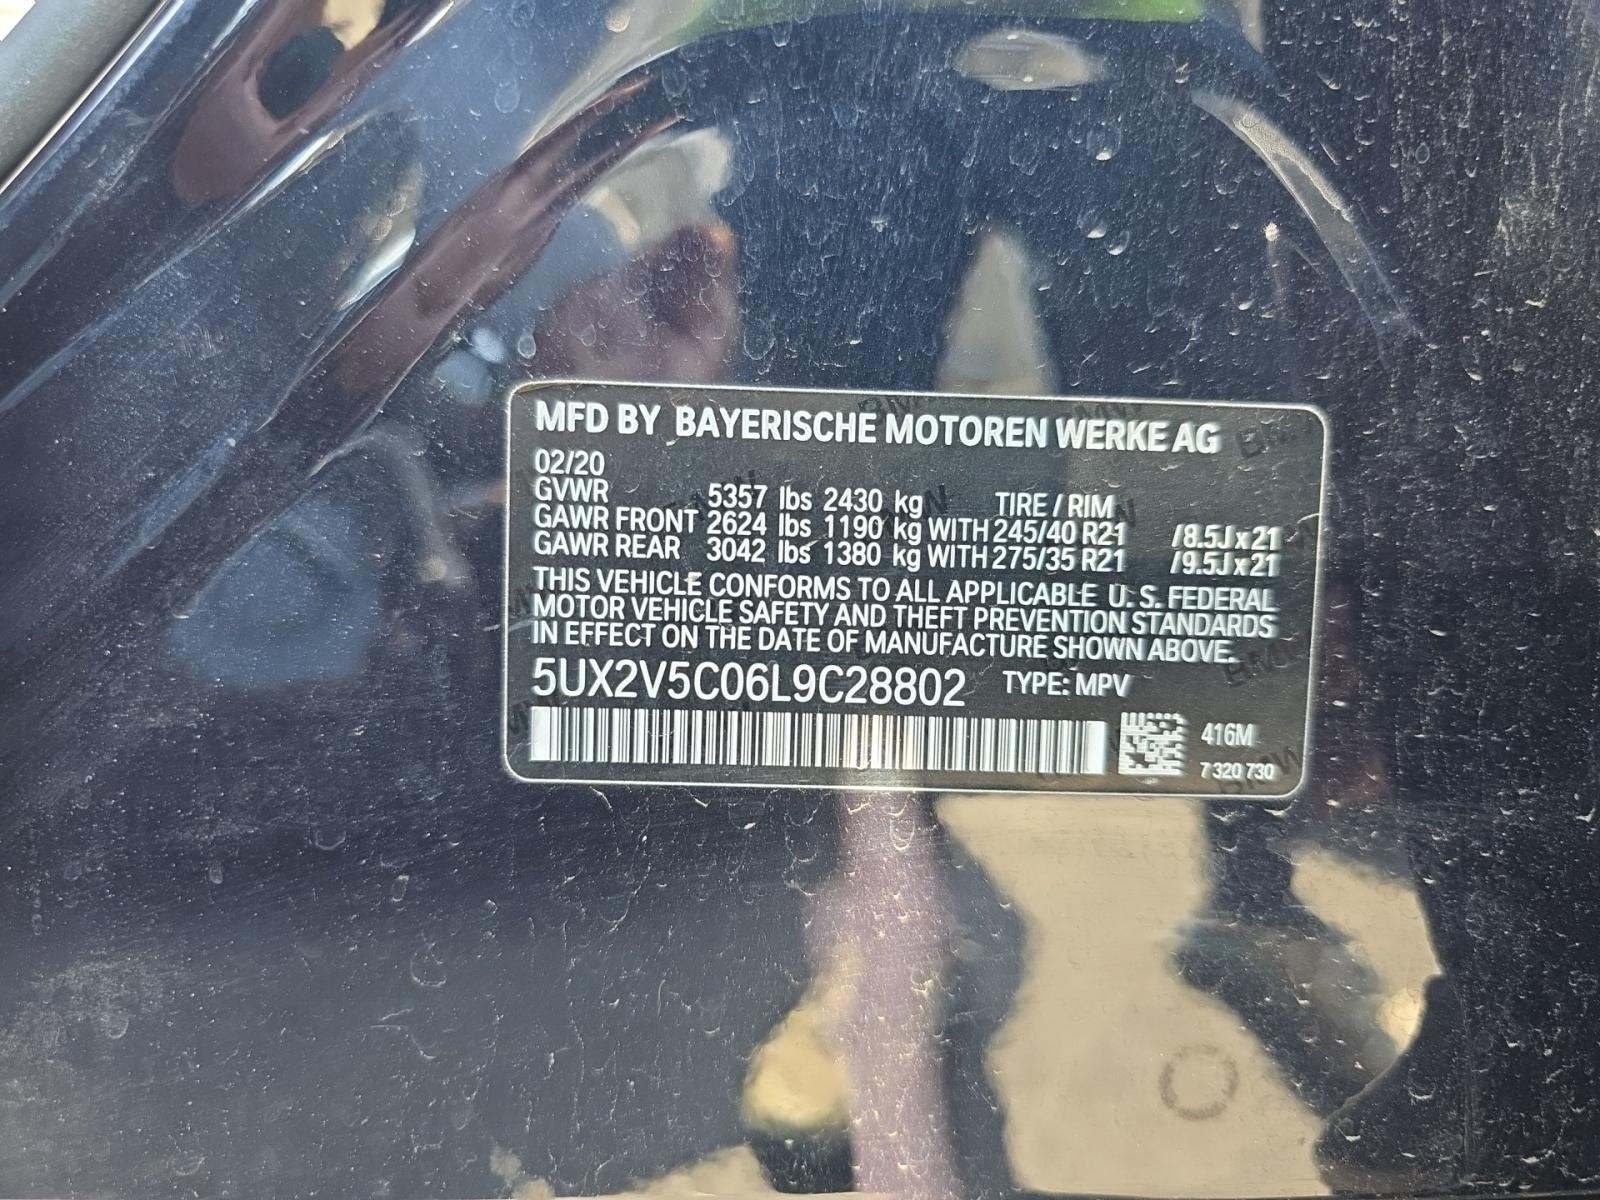 MFD BY BAYERISCHE MOTOREN WERKE AG
02/20
GVWR 5357 lbs 2430 kg TIRE / RIM
GAWR FRONT 2624 lbs 1190 kg WITH 245/40 R21 /8.5J x 21
GAWR REAR 3042 lbs 1380 kg WITH 275/35 R21 /9.5J x 21
THIS VEHICLE CONFORMS TO ALL APPLICABLE U. S. FEDERAL
MOTOR VEHICLE SAFETY AND THEFT PREVENTION STANDARDS
IN EFFECT ON THE DATE OF MANUFACTURE SHOWN ABOVE.
5UX2V5C06L9C28802 TYPE: MPV
416M
7 320 730